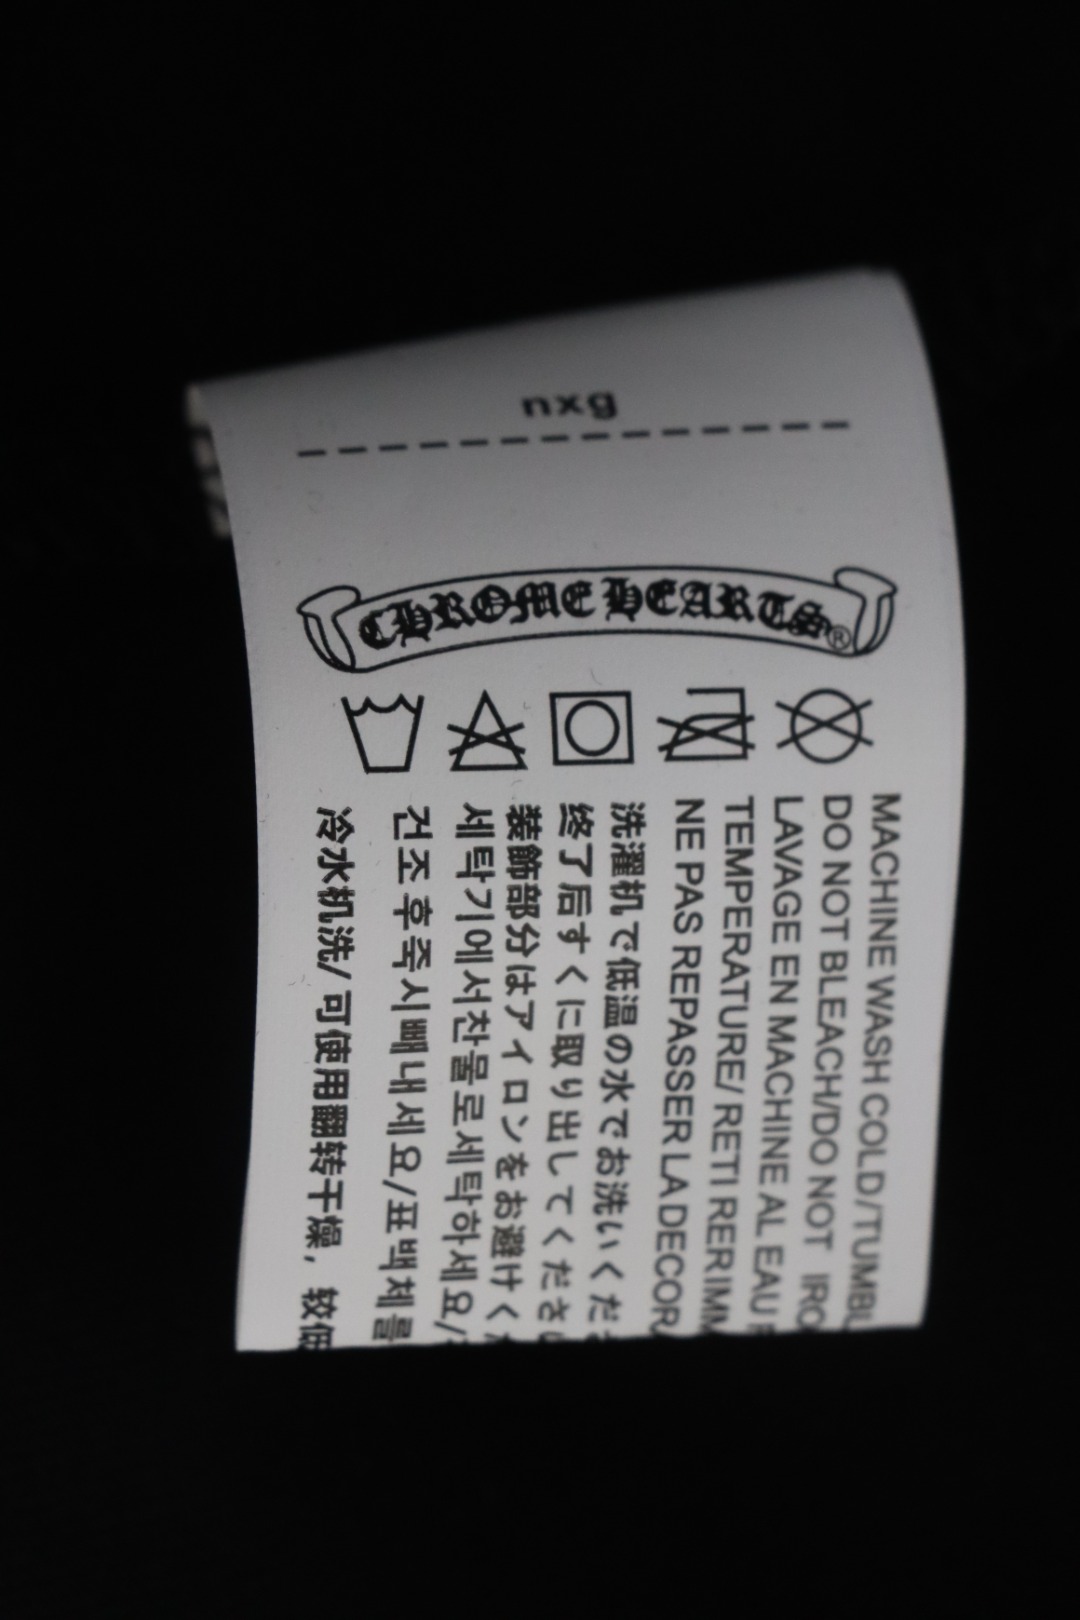 nxg
CHROME HEARTS®
MACHINE WASH COLD/TUMBL
DO NOT BLEACH/DO NOT IRO
LAVAGE EN MACHINE AL EAU F
TEMPERATURE/ RETI RERIMM
NE PAS REPASSER LA DECOR
洗濯机で低温の水でお洗いくださ
终了后すくに取り出してくださ
装飾部分はアイロンをお避けく
세탁기에서찬물로세탁하세요/
건조후즉시빼내세요/표백제를
冷水机洗/可使用翻转干燥，较低